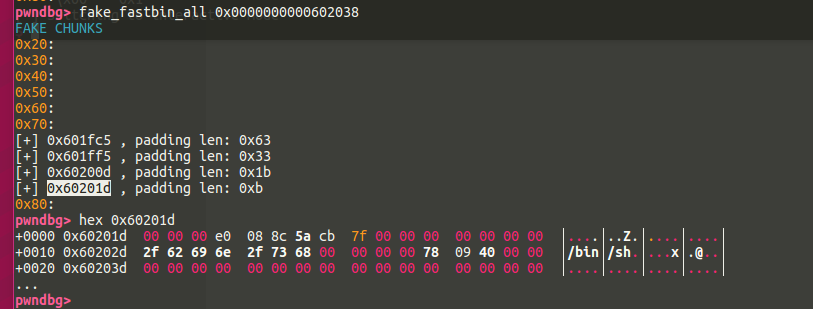 pwndbg> fake_fastbin_all 0x0000000000602038
FAKE CHUNKS
0x20:
0x30:
0x40:
0x50:
0x60:
0x70:
[+] 0x601fc5 , padding len: 0x63
[+] 0x601ff5 , padding len: 0x33
[+] 0x60200d , padding len: 0x1b
[+] 0x60201d , padding len: 0xb
0x80:
pwndbg> hex 0x60201d
+0000 0x60201d 00 00 00 e0 08 8c 5a cb 7f 00 00 00 00 00 00 00 |....|..Z.|....|....|
+0010 0x60202d 2f 62 69 6e 2f 73 68 00 00 00 00 78 09 40 00 00 |/bin|/sh.|...x|.@..|
+0020 0x60203d 00 00 00 00 00 00 00 00 00 00 00 00 00 00 00 00 |....|....|....|....|
...
pwndbg>